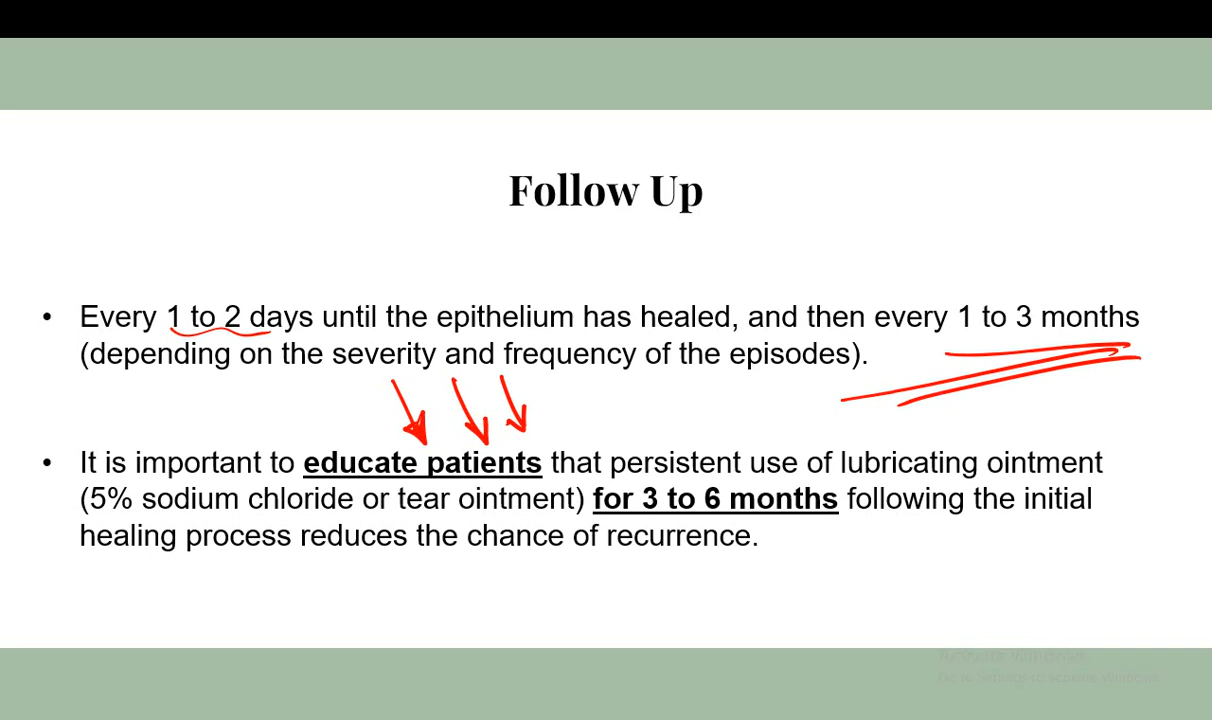 Follow Up
• Every 1 to 2 days until the epithelium has healed, and then every 1 to 3 months
(depending on the severity and frequency of the episodes).
• It is important to educate patients that persistent use of lubricating ointment
(5% sodium chloride or tear ointment) for 3 to 6 months following the initial
healing process reduces the chance of recurrence.